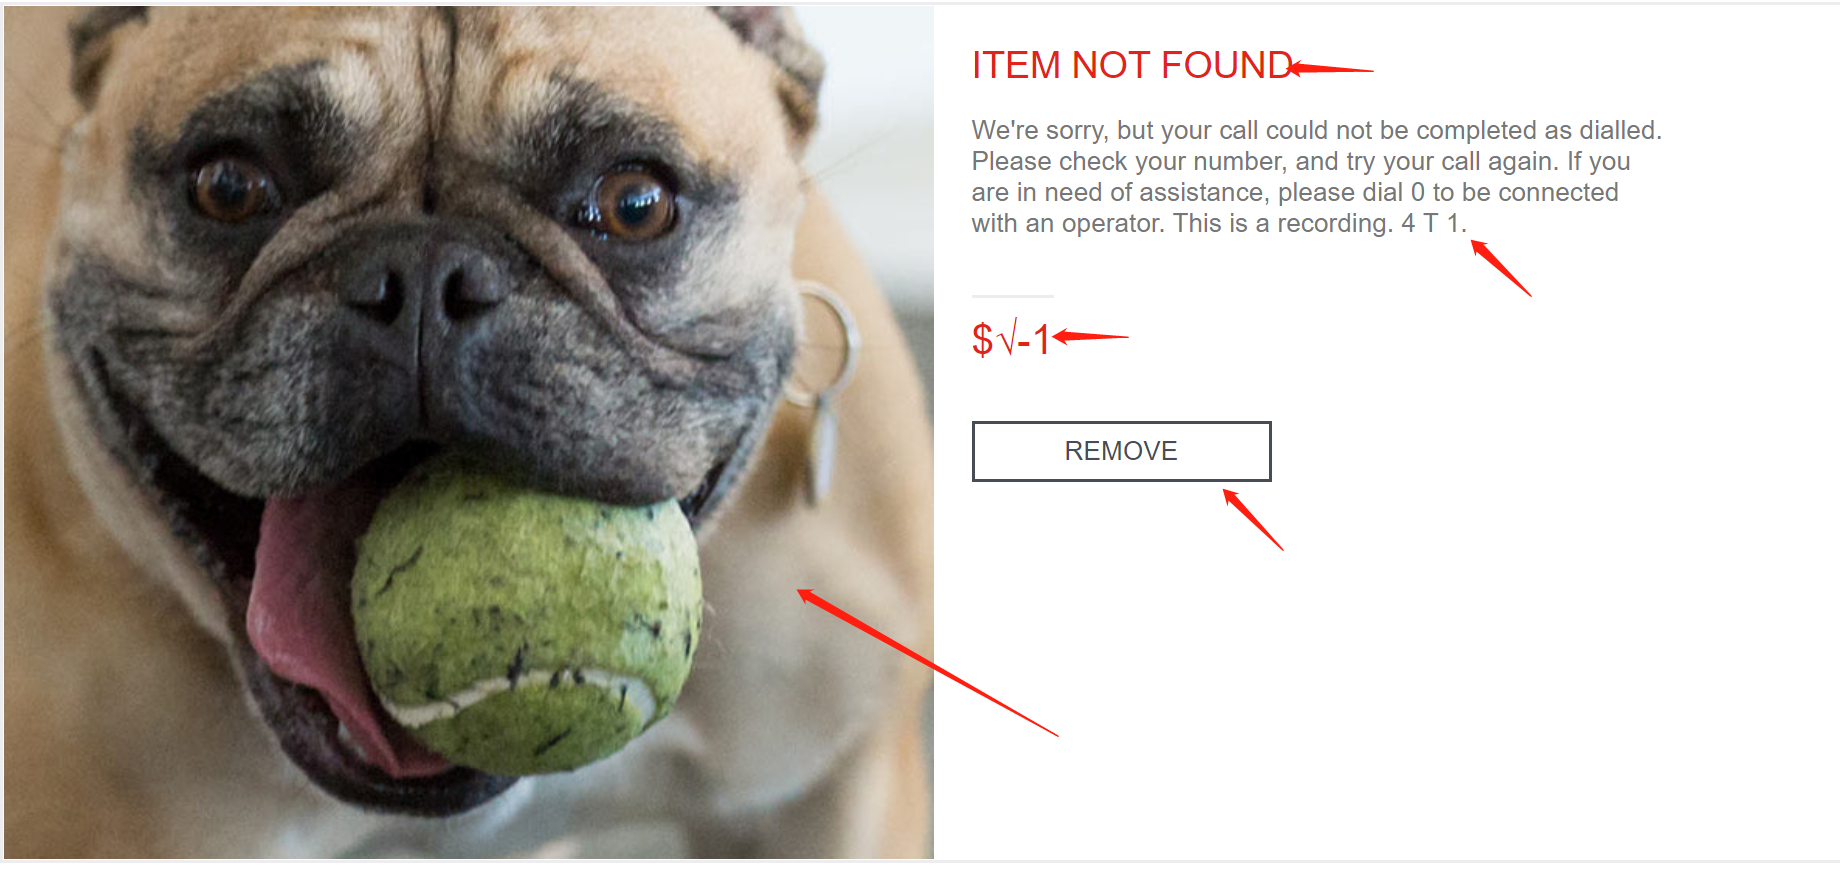 ITEM NOT FOUND
We're sorry, but your call could not be completed as dialled.
Please check your number, and try your call again. If you
are in need of assistance, please dial 0 to be connected
with an operator. This is a recording. 4 T 1.
$√-1
REMOVE